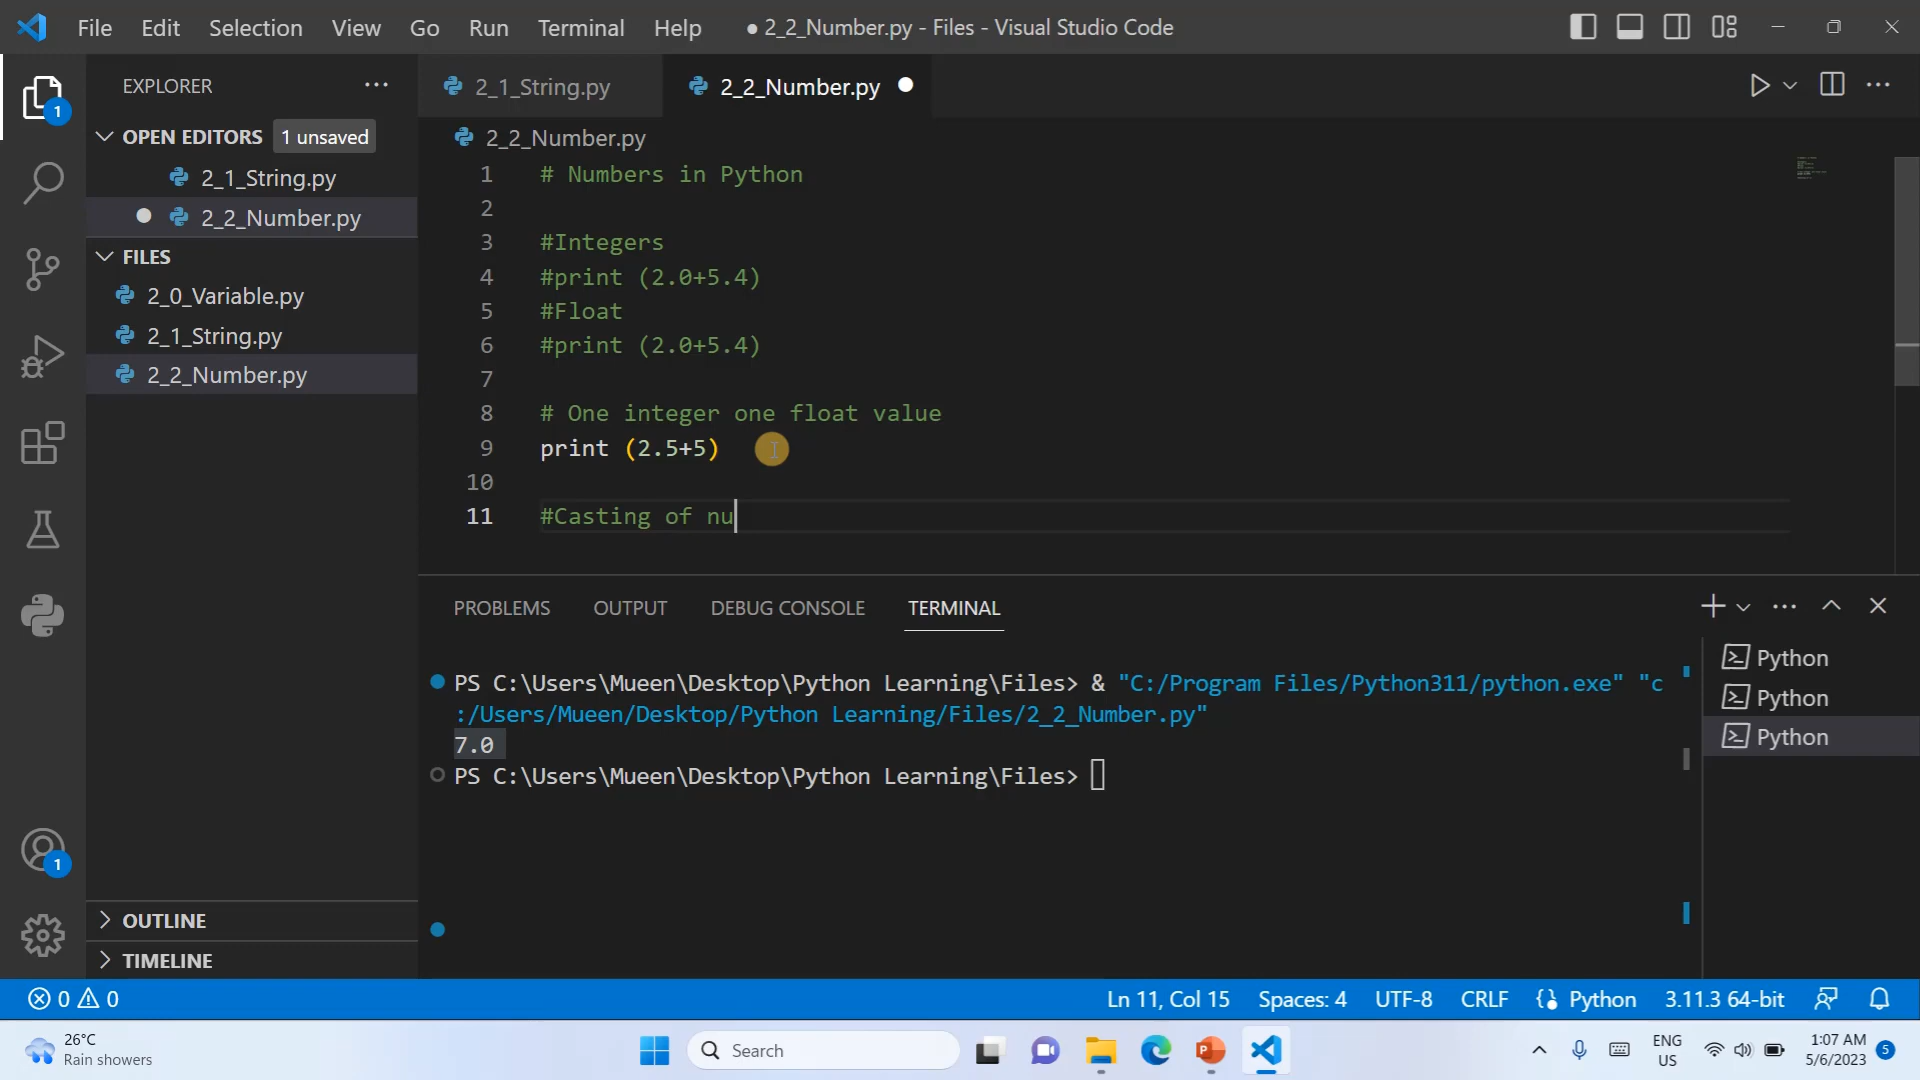 File Edit Selection View Go Run Terminal Help ● 2_2_Number.py - Files - Visual Studio Code
EXPLORER
1
OPEN EDITORS 1 unsaved
2_1_String.py
2_2_Number.py
FILES
2_0_Variable.py
2_1_String.py
2_2_Number.py
OUTLINE
TIMELINE
1
2_1_String.py 2_2_Number.py
2_2_Number.py
1 # Numbers in Python
2
3 #Integers
4 #print (2.0+5.4)
5 #Float
6 #print (2.0+5.4)
7
8 # One integer one float value
9 print (2.5+5)
10
11 #Casting of nu
PROBLEMS OUTPUT DEBUG CONSOLE TERMINAL
PS C:\Users\Mueen\Desktop\Python Learning\Files> & "C:/Program Files/Python311/python.exe" "c
:/Users/Mueen/Desktop/Python Learning/Files/2_2_Number.py"
7.0
PS C:\Users\Mueen\Desktop\Python Learning\Files>
Python
Python
Python
0 0 Ln 11, Col 15 Spaces: 4 UTF-8 CRLF Python 3.11.3 64-bit
26°C
Rain showers
Search
ENG
US
1:07 AM
5/6/2023
5